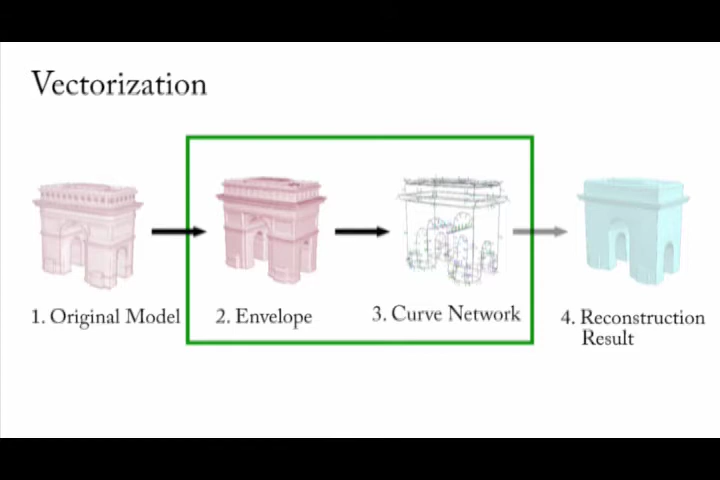 Vectorization
1. Original Model
2. Envelope
3. Curve Network
4. Reconstruction
Result